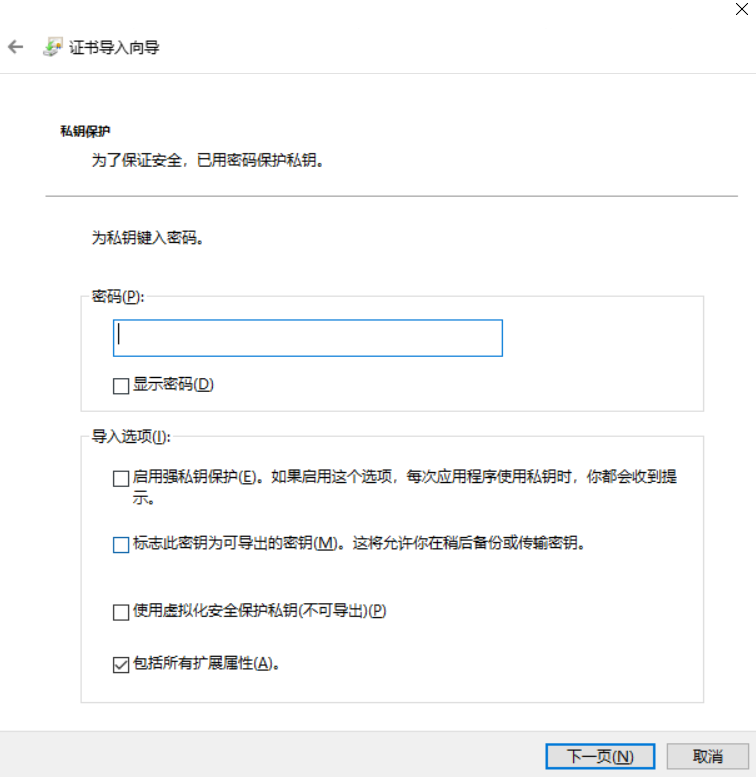 证书导入向导
私钥保护
为了保证安全，已用密码保护私钥。
为私钥键入密码。
密码(P):
显示密码(D)
导入选项(I):
启用强私钥保护(E)。如果启用这个选项，每次应用程序使用私钥时，你都会收到提
示。
标志此密钥为可导出的密钥(M)。这将允许你在稍后备份或传输密钥。
使用虚拟化安全保护私钥(不可导出)(P)
包括所有扩展属性(A)。
下一页(N)
取消